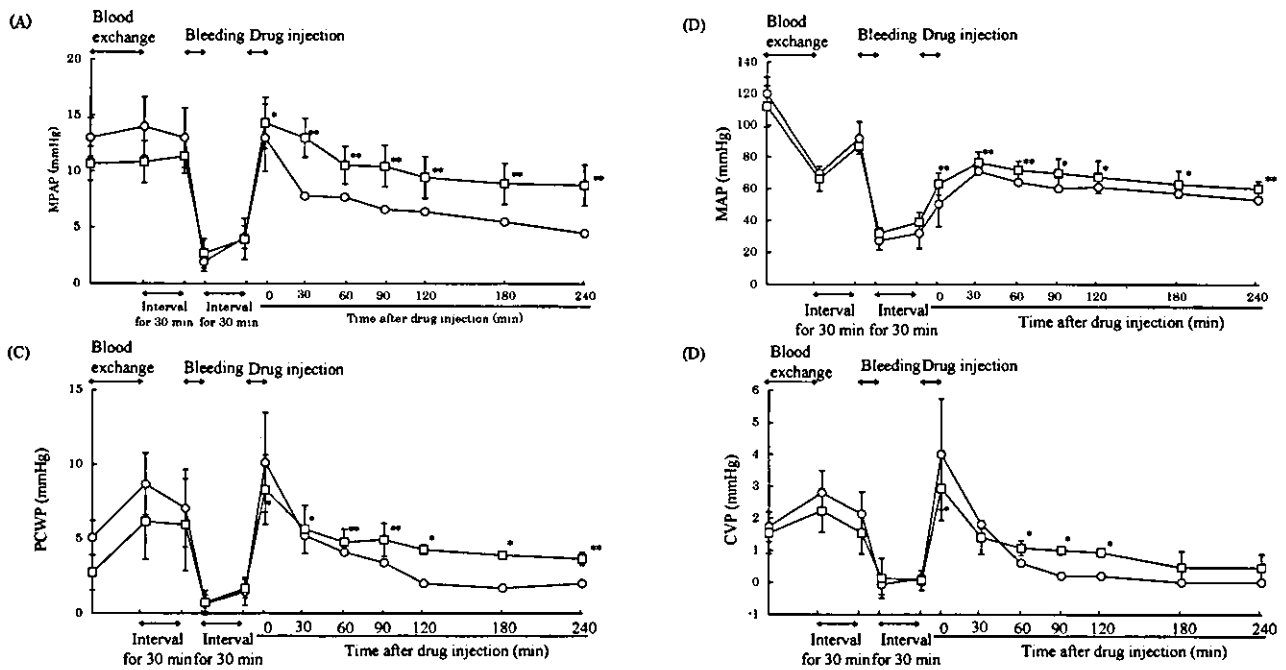 (A)
Blood
exchange
Bleeding Drug injection
20
15
10
5
0
MPAP (mmHg)
*
**
**
**
**
**
**
0 30 60 90 120 180 240
Interval Interval
for 30 min for 30 min
Time after drug injection (min)
(D)
Blood
exchange
Bleeding Drug injection
140
120
100
80
60
40
20
0
MAP (mmHg)
**
**
**
*
*
*
**
0 30 60 90 120 180 240
Interval Interval
for 30 min for 30 min
Time after drug injection (min)
(C)
Blood
exchange
Bleeding Drug injection
15
10
5
0
PCWP (mmHg)
*
*
**
**
*
*
**
0 30 60 90 120 180 240
Interval Interval
for 30 min for 30 min
Time after drug injection (min)
(D)
Blood
exchange
Bleeding Drug injection
6
5
4
3
2
1
0
-1
CVP (mmHg)
*
*
*
*
0 30 60 90 120 180 240
Interval Interval
for 30 min for 30 min
Time after drug injection (min)